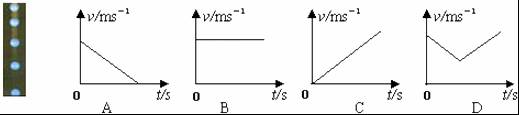 v/ms⁻¹ v/ms⁻¹ v/ms⁻¹ v/ms⁻¹
0 t/s 0 t/s 0 t/s 0 t/s
A B C D